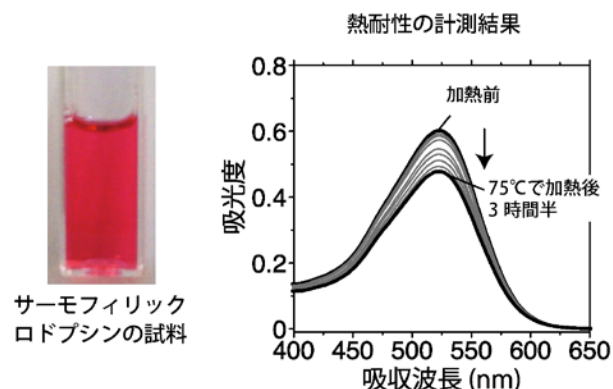 熱耐性の計測結果
サーモフィリック
ロドプシンの試料
吸光度
0.8
0.6
0.4
0.2
0
加熱前
75℃で加熱後
3 時間半
400 450 500 550 600 650
吸収波長 (nm)